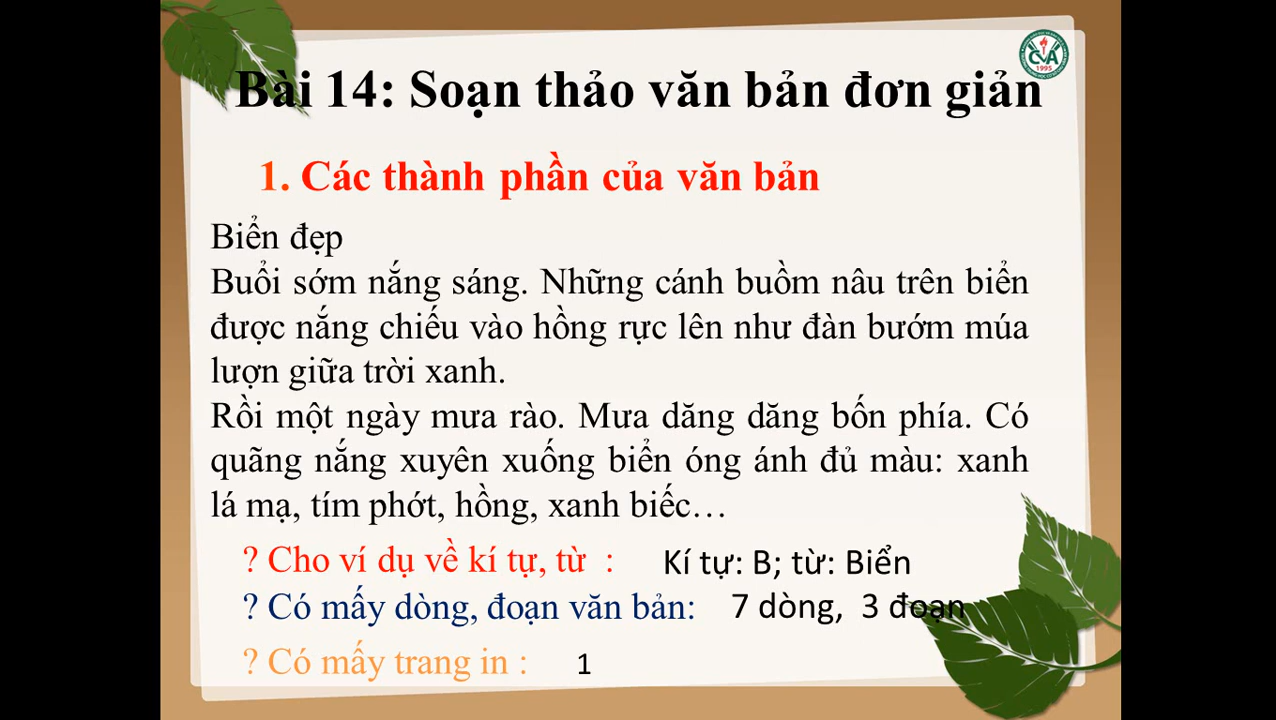 CVA
1995
Bài 14: Soạn thảo văn bản đơn giản
1. Các thành phần của văn bản
Biển đẹp
Buổi sớm nắng sáng. Những cánh buồm nâu trên biển
được nắng chiếu vào hồng rực lên như đàn bướm múa
lượn giữa trời xanh.
Rồi một ngày mưa rào. Mưa dăng dăng bốn phía. Có
quãng nắng xuyên xuống biển óng ánh đủ màu: xanh
lá mạ, tím phớt, hồng, xanh biếc…
? Cho ví dụ về kí tự, từ : Kí tự: B; từ: Biển
? Có mấy dòng, đoạn văn bản: 7 dòng, 3 đoạn
? Có mấy trang in : 1